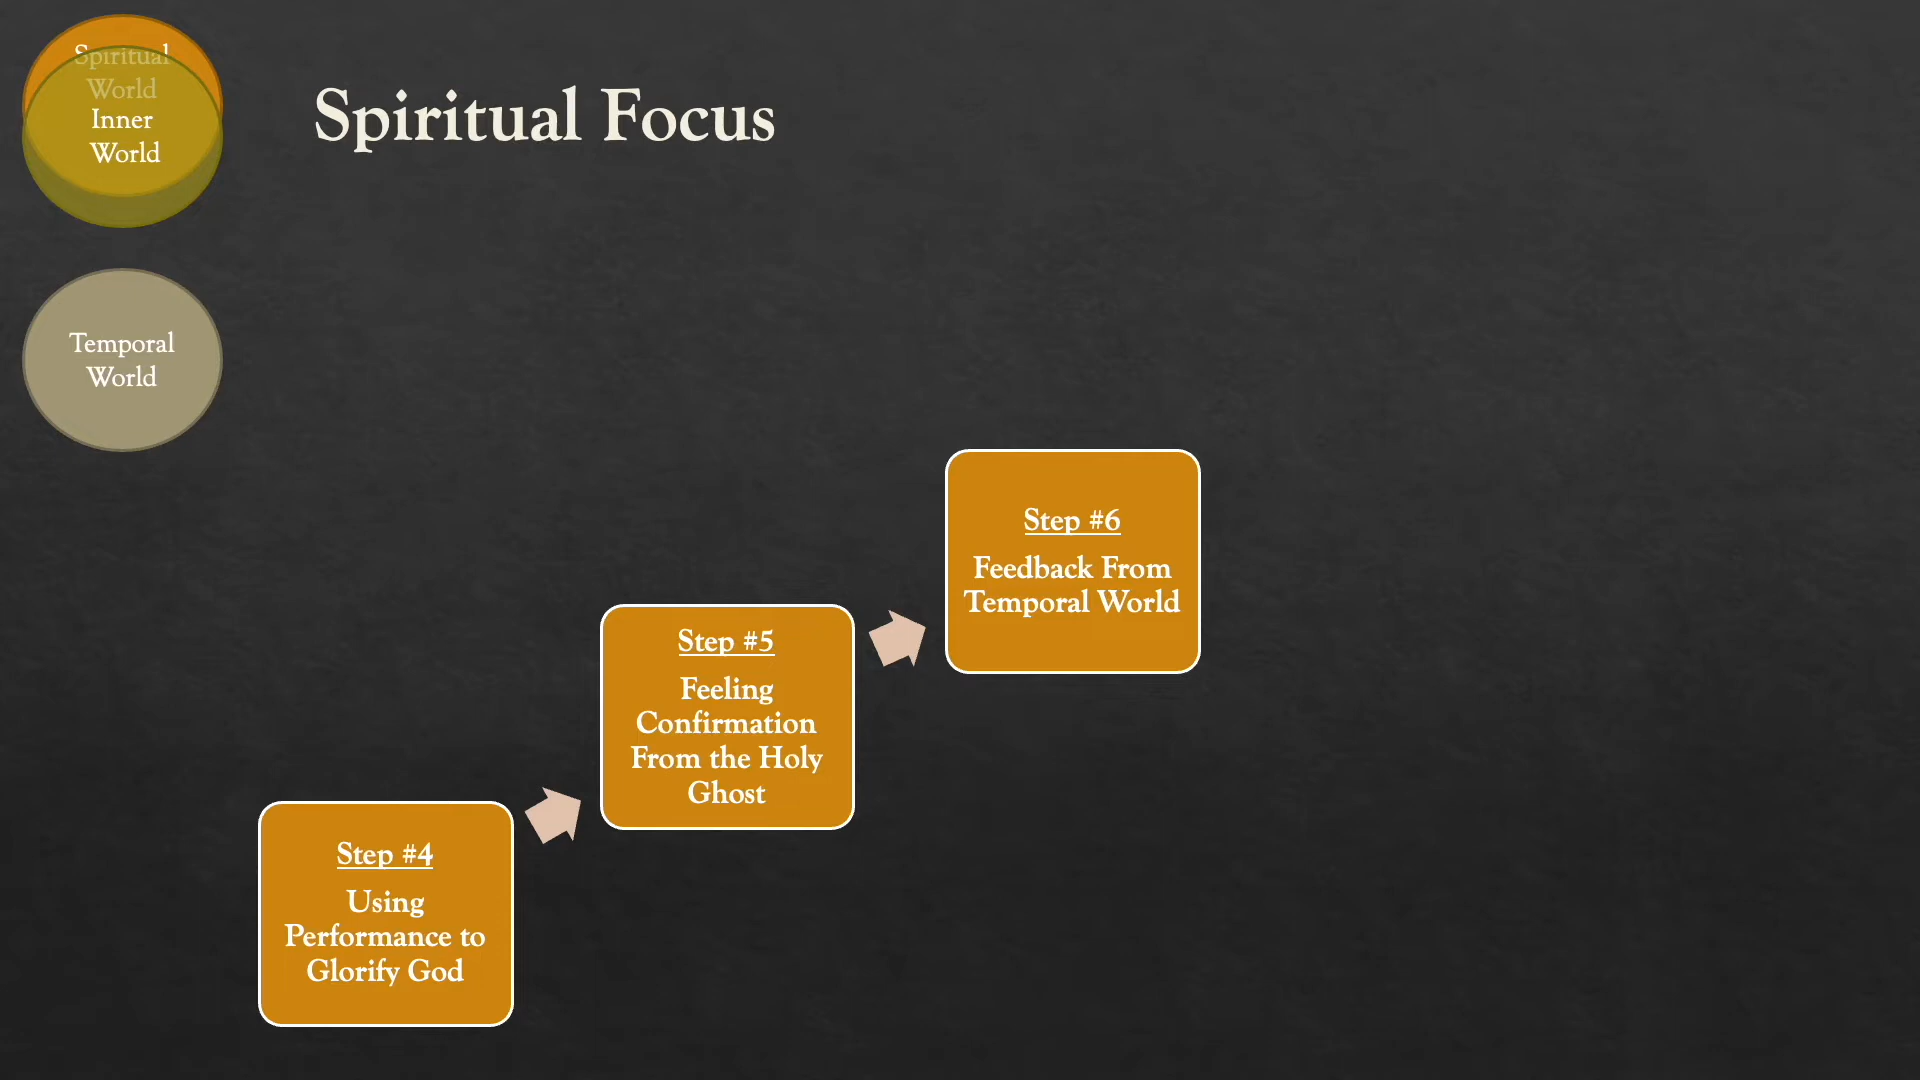 Spiritual
World
Inner
World
Spiritual Focus
Temporal
World
Step #6
Feedback From
Temporal World
Step #5
Feeling
Confirmation
From the Holy
Ghost
Step #4
Using
Performance to
Glorify God